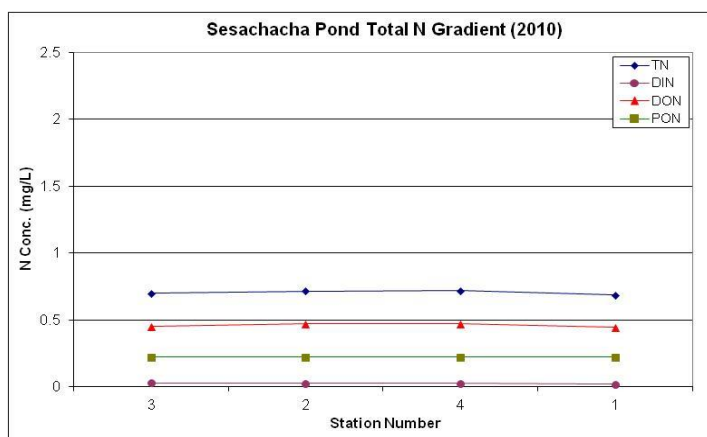 Sesachacha Pond Total N Gradient (2010)
2.5
2
1.5
1
0.5
0
N Conc. (mg/L)
TN
DIN
DON
PON
3 2 4 1
Station Number